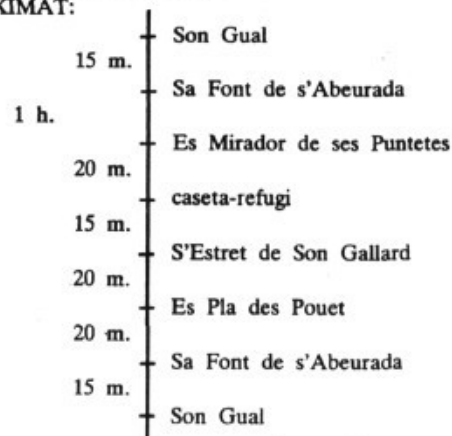 XIMAT:
Son Gual
15 m.
Sa Font de s'Abeurada
1 h.
Es Mirador de ses Puntetes
20 m.
caseta-refugi
15 m.
S'Estret de Son Gallard
20 m.
Es Pla des Pouet
20 m.
Sa Font de s'Abeurada
15 m.
Son Gual